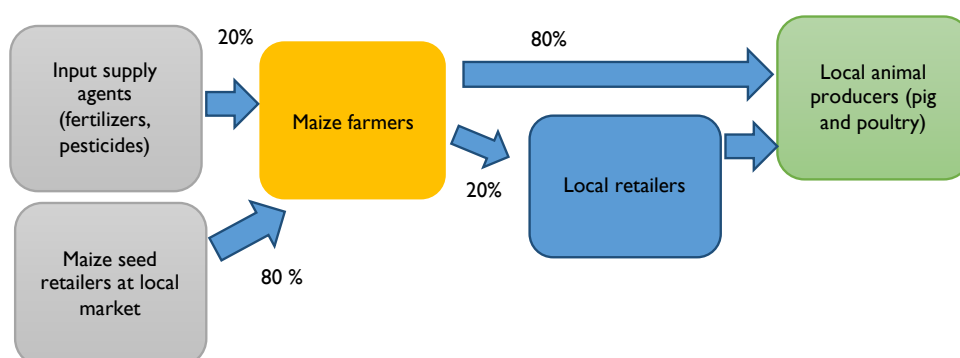 20%
80%
Input supply
agents
(fertilizers,
pesticides)
Maize farmers
Local animal
producers (pig
and poultry)
20%
Local retailers
Maize seed
retailers at local
market
80 %